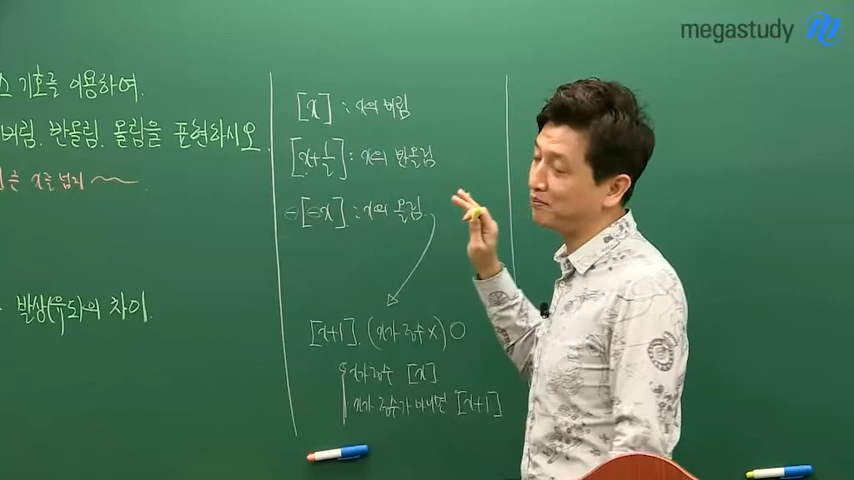 megastudy
스 기호를 이용하여.
버림. 반올림. 올림을 표현하시오.
를 x를 넘지
발상(유도)의 차이.
[x] : x의 버림
[x+1/2] : x의 반올림
-[-x] : x의 올림
[x+1]. (x가 정수 x) O
x가 정수 [x]
x가 정수가 아니면 [x+1]